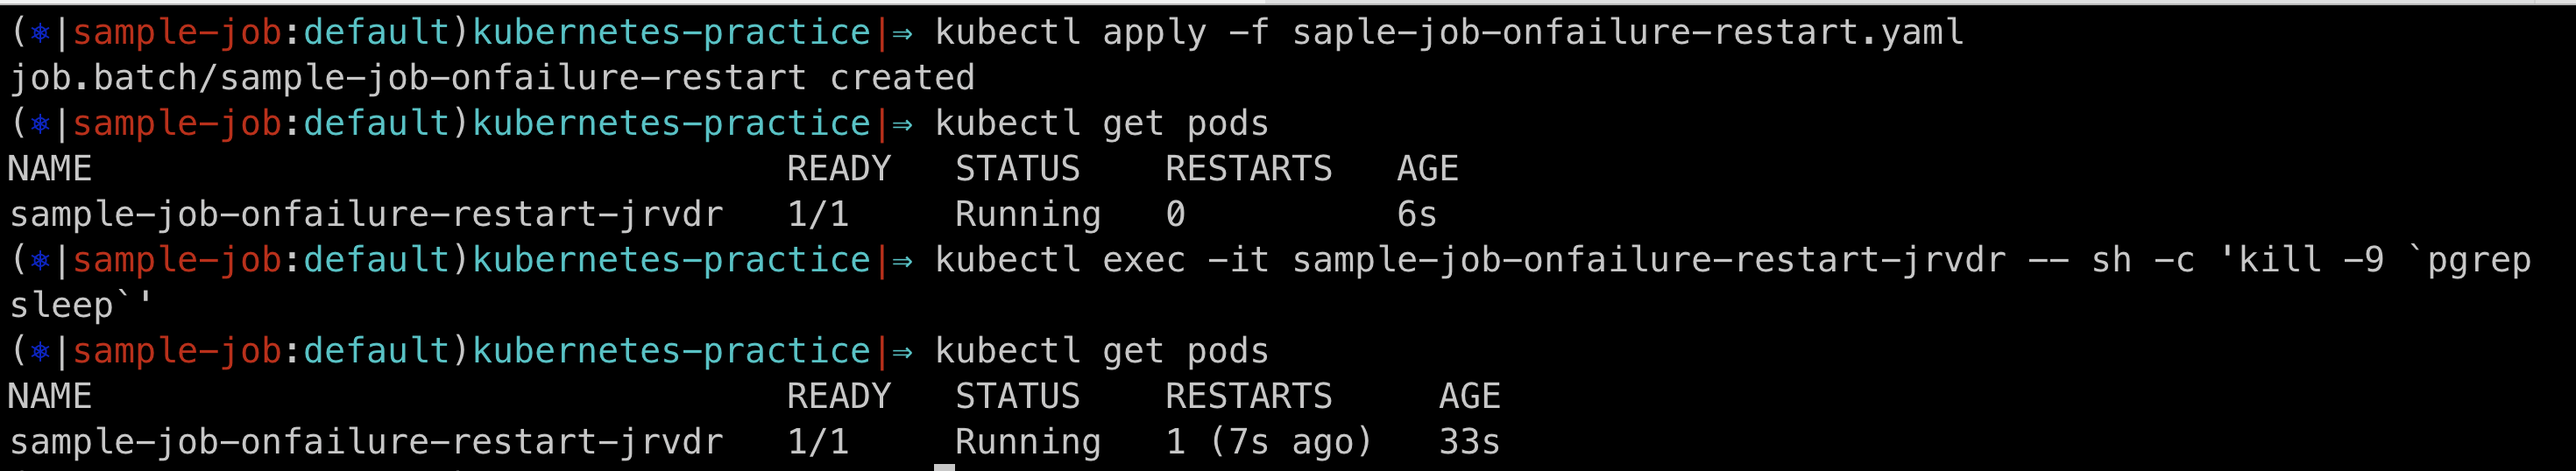 (⎈|sample-job:default)kubernetes-practice|⇒ kubectl apply -f saple-job-onfailure-restart.yaml
job.batch/sample-job-onfailure-restart created
(⎈|sample-job:default)kubernetes-practice|⇒ kubectl get pods
NAME                                 READY   STATUS    RESTARTS   AGE
sample-job-onfailure-restart-jrvdr   1/1     Running   0          6s
(⎈|sample-job:default)kubernetes-practice|⇒ kubectl exec -it sample-job-onfailure-restart-jrvdr -- sh -c 'kill -9 `pgrep
sleep`'
(⎈|sample-job:default)kubernetes-practice|⇒ kubectl get pods
NAME                                 READY   STATUS    RESTARTS     AGE
sample-job-onfailure-restart-jrvdr   1/1     Running   1 (7s ago)   33s